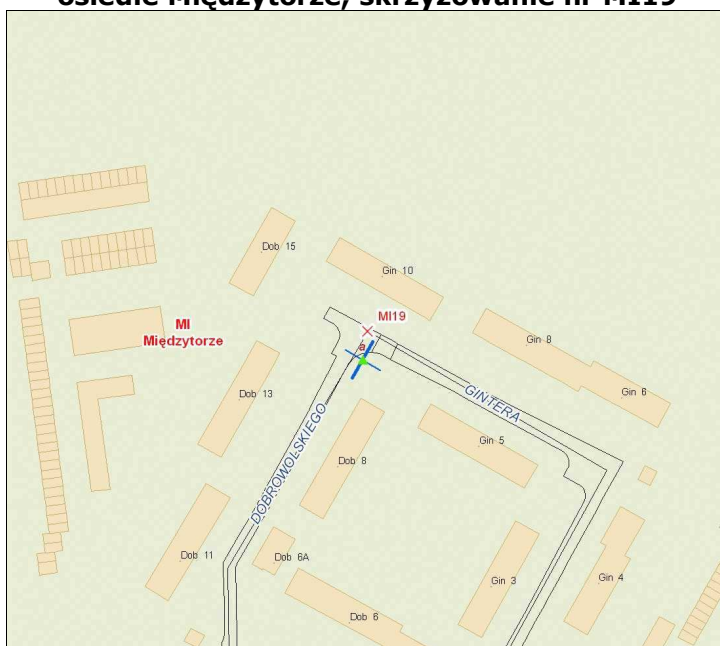 osiedle Międzytorze, skrzyżowanie nr MI19
Dob 15
Gin 10
MI19
MI
Międzytorze
a
Gin 8
Gin 6
Dob 13
GINTERA
DOBROWOLSKIEGO
Gin 5
Dob 8
Dob 11
Dob 6A
Gin 3
Gin 4
Dob 6